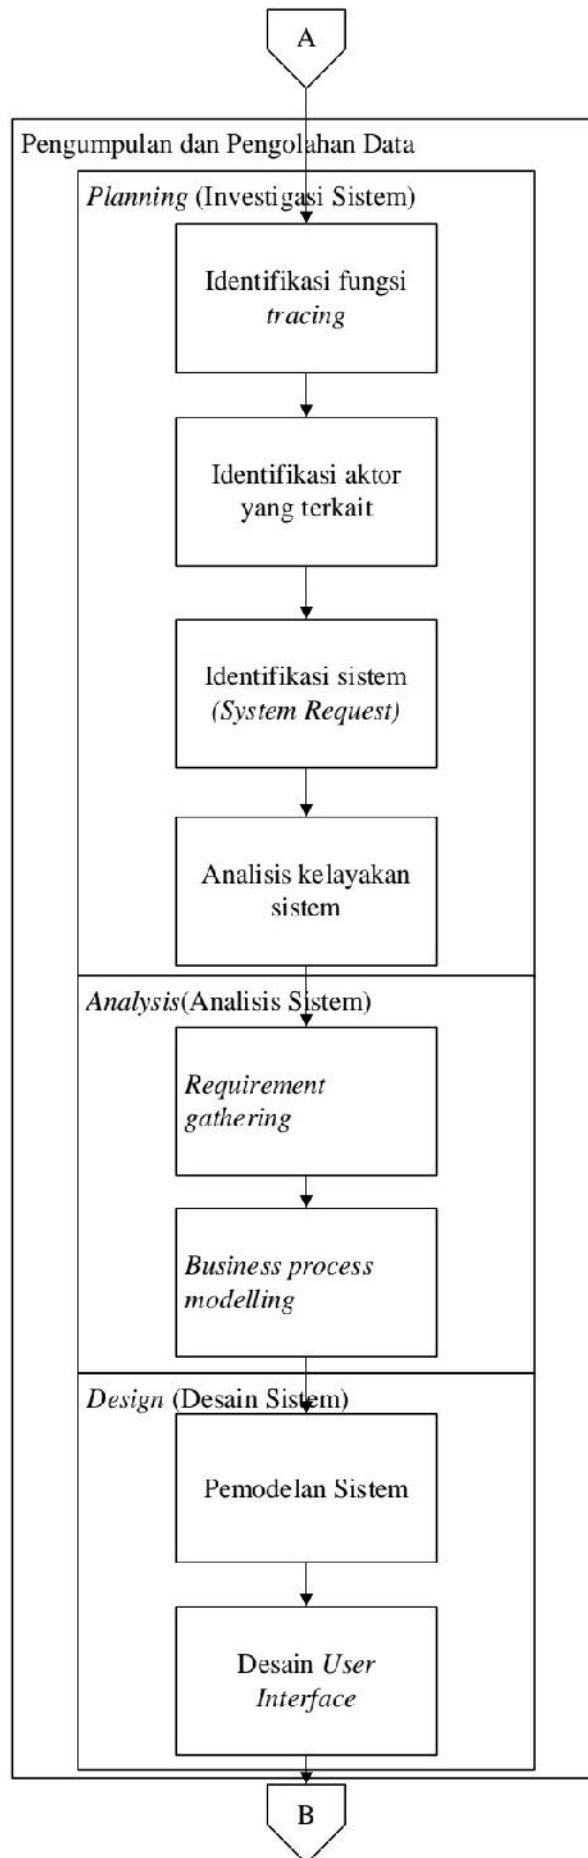 A
Pengumpulan dan Pengolahan Data
Planning (Investigasi Sistem)
Identifikasi fungsi
tracing
Identifikasi aktor
yang terkait
Identifikasi sistem
(System Request)
Analisis kelayakan
sistem
Analysis(Analisis Sistem)
Requirement
gathering
Business process
modelling
Design (Desain Sistem)
Pemodelan Sistem
Desain User
Interface
B